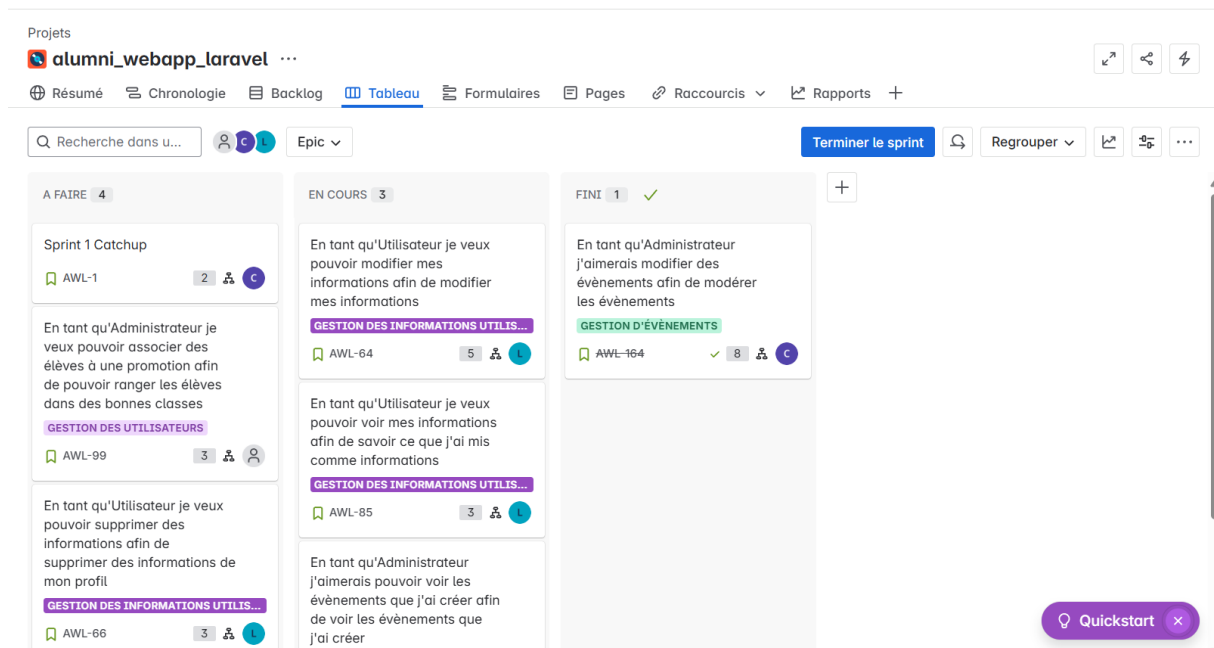 Projets
alumni_webapp_laravel ...
Résumé Chronologie Backlog Tableau Formulaires Pages Raccourcis Rapports
Recherche dans u... C L Epic Terminer le sprint Regrouper
A FAIRE 4
Sprint 1 Catchup
AWL-1 2 C
En tant qu'Administrateur je
veux pouvoir associer des
élèves à une promotion afin
de pouvoir ranger les élèves
dans des bonnes classes
GESTION DES UTILISATEURS
AWL-99 3
En tant qu'Utilisateur je veux
pouvoir supprimer des
informations afin de
supprimer des informations de
mon profil
GESTION DES INFORMATIONS UTILIS...
AWL-66 3 L
EN COURS 3
En tant qu'Utilisateur je veux
pouvoir modifier mes
informations afin de modifier
mes informations
GESTION DES INFORMATIONS UTILIS...
AWL-64 5 L
En tant qu'Utilisateur je veux
pouvoir voir mes informations
afin de savoir ce que j'ai mis
comme informations
GESTION DES INFORMATIONS UTILIS...
AWL-85 3 L
En tant qu'Administrateur
j'aimerais pouvoir voir les
évènements que j'ai créer afin
de voir les évènements que
j'ai créer
FINI 1
En tant qu'Administrateur
j'aimerais modifier des
évènements afin de modérer
les évènements
GESTION D'ÉVÈNEMENTS
AWL-164 8 C
Quickstart